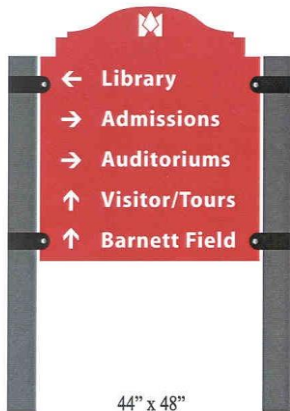 ← Library
→ Admissions
→ Auditoriums
↑ Visitor/Tours
↑ Barnett Field
44” x 48”